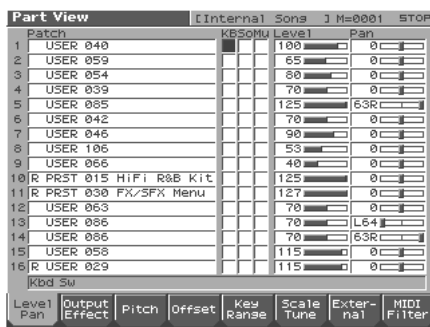 Part View [Internal Song ] M=0001 STOP
Patch KBSoMu Level Pan
1 USER 040 100 0
2 USER 059 65 0
3 USER 054 80 0
4 USER 039 70 0
5 USER 085 125 63R
6 USER 042 70 0
7 USER 046 90 0
8 USER 106 53 0
9 USER 066 40 0
10 R PRST 015 HiFi R&B Kit 125 0
11 R PRST 030 FX/SFX Menu 127 0
12 USER 063 70 0
13 USER 086 70 L64
14 USER 086 70 63R
15 USER 058 115 0
16 R USER 029 115 0
Kbd Sw
Level Pan Output Effect Pitch Offset Key Range Scale Tune Exter-nal MIDI Filter